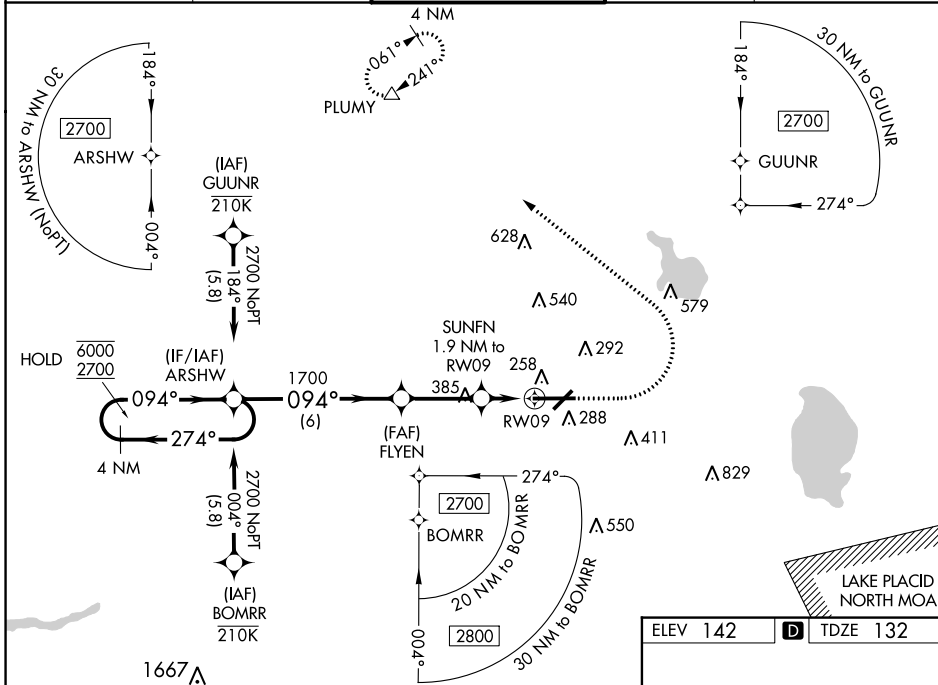 4 NM
061°
241°
PLUMY
184°
30 NM to ARSHW (NoPT)
2700
ARSHW
004°
184°
30 NM to GUUNR
2700
GUUNR
274°
(IAF)
GUUNR
210K
2700 NoPT
184°
(5.8)
628
579
540
SUNFN
1.9 NM to
RW09
292
HOLD
6000
2700
(IF/IAF)
ARSHW
1700
094°
094°
(6)
385
258
RW09
288
274°
4 NM
(FAF)
FLYEN
411
829
2700 NoPT
004°
(5.8)
274°
2700
BOMRR
20 NM to BOMRR
550
(IAF)
BOMRR
210K
004°
2800
30 NM to BOMRR
LAKE PLACID
NORTH MOA
1667
ELEV 142 D TDZE 132